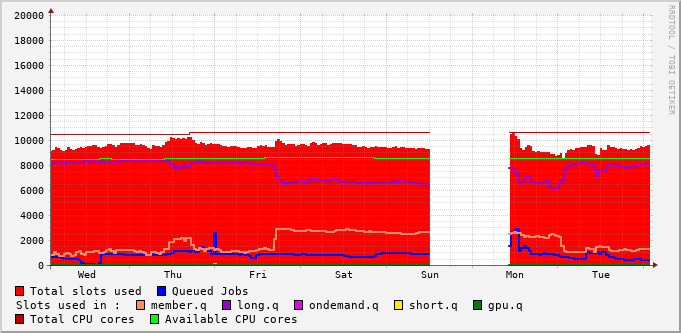 20000
18000
16000
14000
12000
10000
8000
6000
4000
2000
0
Wed Thu Fri Sat Sun Mon Tue
RRDTOOL / TOBI OETIKER
Total slots used Queued Jobs
Slots used in : member.q long.q ondemand.q short.q gpu.q
Total CPU cores Available CPU cores